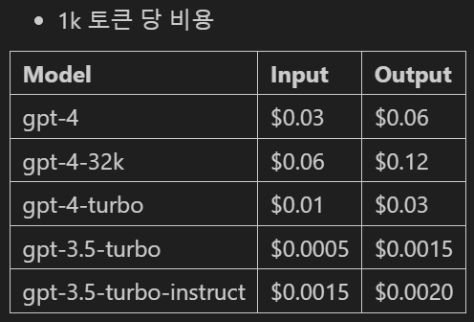 • 1k 토큰 당 비용
Model Input Output
gpt-4 $0.03 $0.06
gpt-4-32k $0.06 $0.12
gpt-4-turbo $0.01 $0.03
gpt-3.5-turbo $0.0005 $0.0015
gpt-3.5-turbo-instruct $0.0015 $0.0020